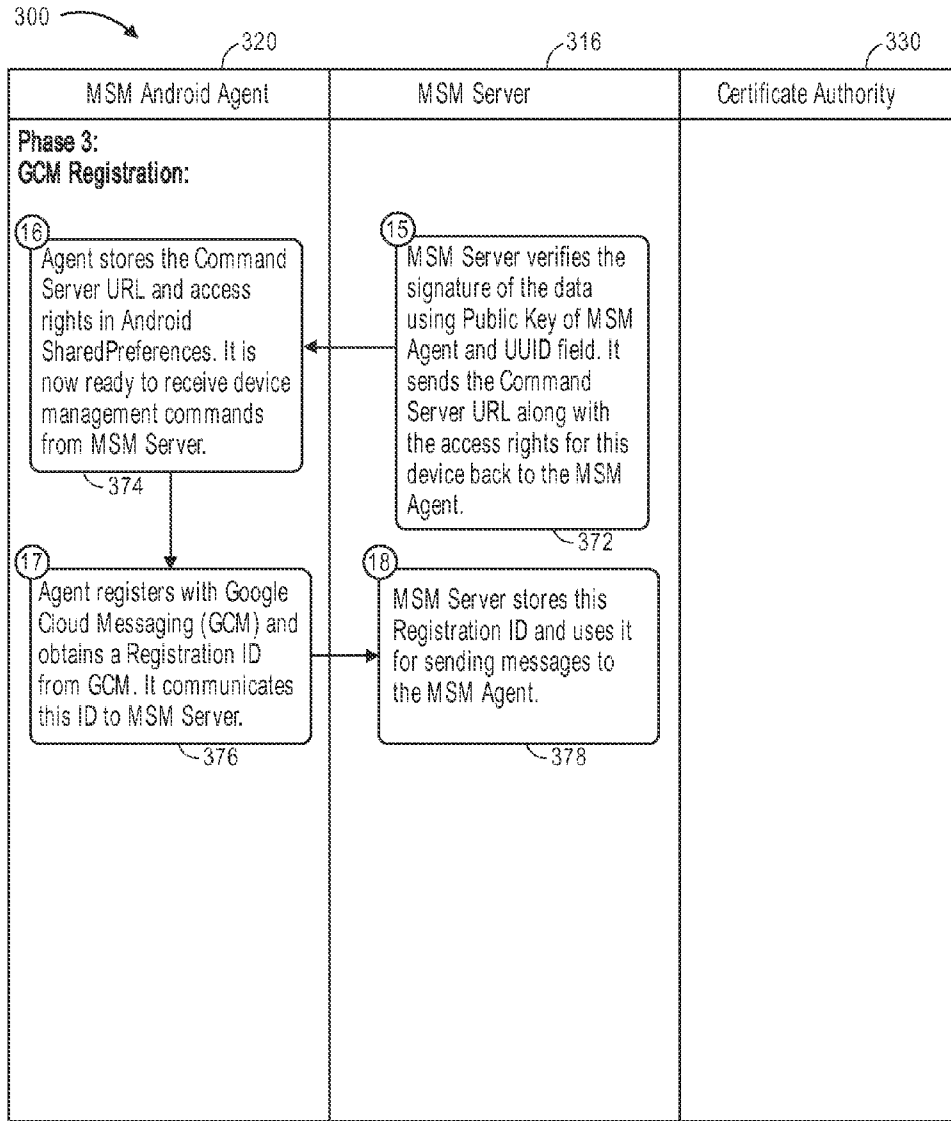 300
320
316
330
MSM Android Agent
MSM Server
Certificate Authority
Phase 3:
GCM Registration:
16
Agent stores the Command
Server URL and access
rights in Android
SharedPreferences. It is
now ready to receive device
management commands
from MSM Server.
374
15
MSM Server verifies the
signature of the data
using Public Key of MSM
Agent and UUID field. It
sends the Command
Server URL along with
the access rights for this
device back to the MSM
Agent.
372
17
Agent registers with Google
Cloud Messaging (GCM) and
obtains a Registration ID
from GCM. It communicates
this ID to MSM Server.
376
18
MSM Server stores this
Registration ID and uses it
for sending messages to
the MSM Agent.
378